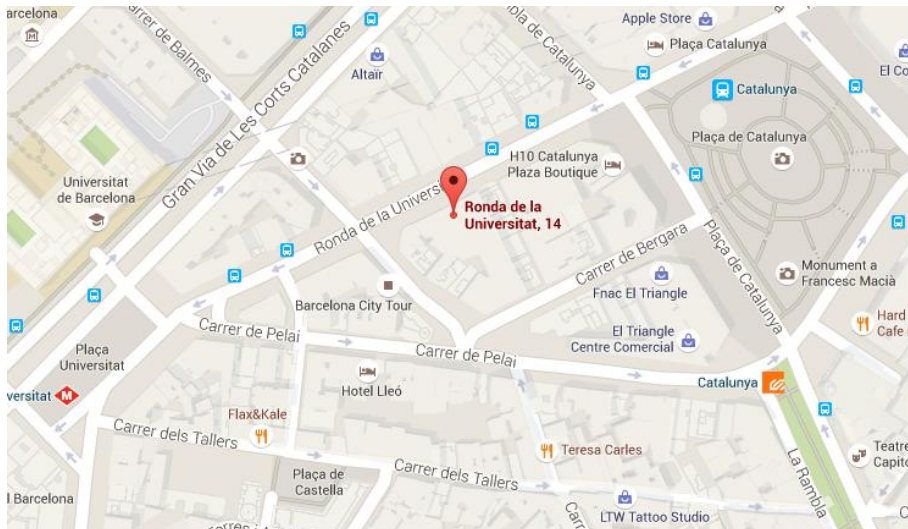 arcelona
Carrer de Balmes
Gran Vía de Les Corts Catalanes
Altaïr
Rambla de Catalunya
Apple Store
Plaça Catalunya
El Co
Catalunya
Plaça de Catalunya
H10 Catalunya
Plaza Boutique
Universitat
de Barcelona
Ronda de la Universi
Ronda de la
Universitat, 14
Carrer de Bergara
Plaça de Catalunya
Monument a
Francesc Macià
Fnac El Triangle
Barcelona City Tour
Hard
Cafe
Carrer de Pelai
El Triangle
Centre Comercial
Plaça
Universitat
Carrer de Pelai
Catalunya
Hotel Lleó
versitat
M
Flax&Kale
Carrer dels Tallers
Teresa Carles
Teatre
Capito
La Rambla
Plaça de
Castella
Carrer dels Tallers
l Barcelona
LTW Tattoo Studio
Ca